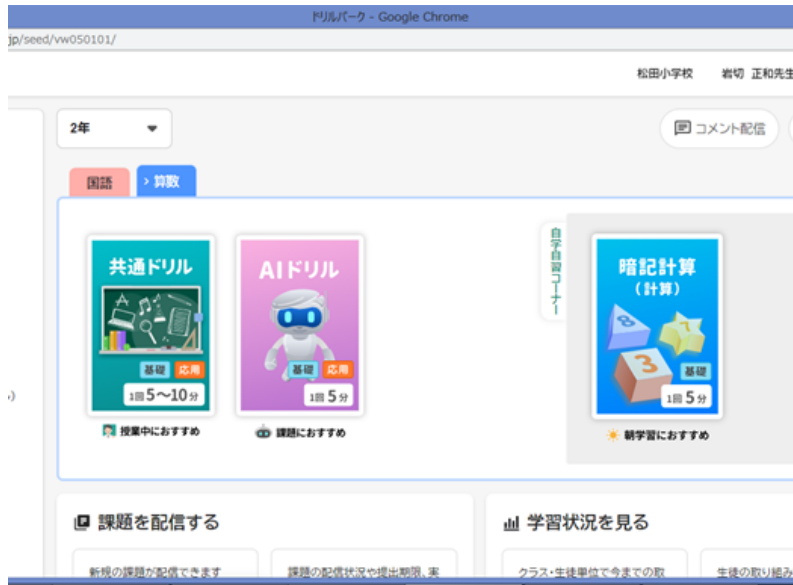 ドリルパーク - Google Chrome
jp/seed/vw050101/
松田小学校 岩切 正和先生
2年
コメント配信
国語
算数
共通ドリル
基礎 応用
1回5〜10分
授業中におすすめ
AIドリル
基礎 応用
1回5分
課題におすすめ
自学自習コーナー
暗記計算
(計算)
8
7
3
基礎
1回5分
朝学習におすすめ
課題を配信する
新規の課題が配信できます
課題の配信状況や提出期限、実
学習状況を見る
クラス・生徒単位で今までの取
生徒の取り組み